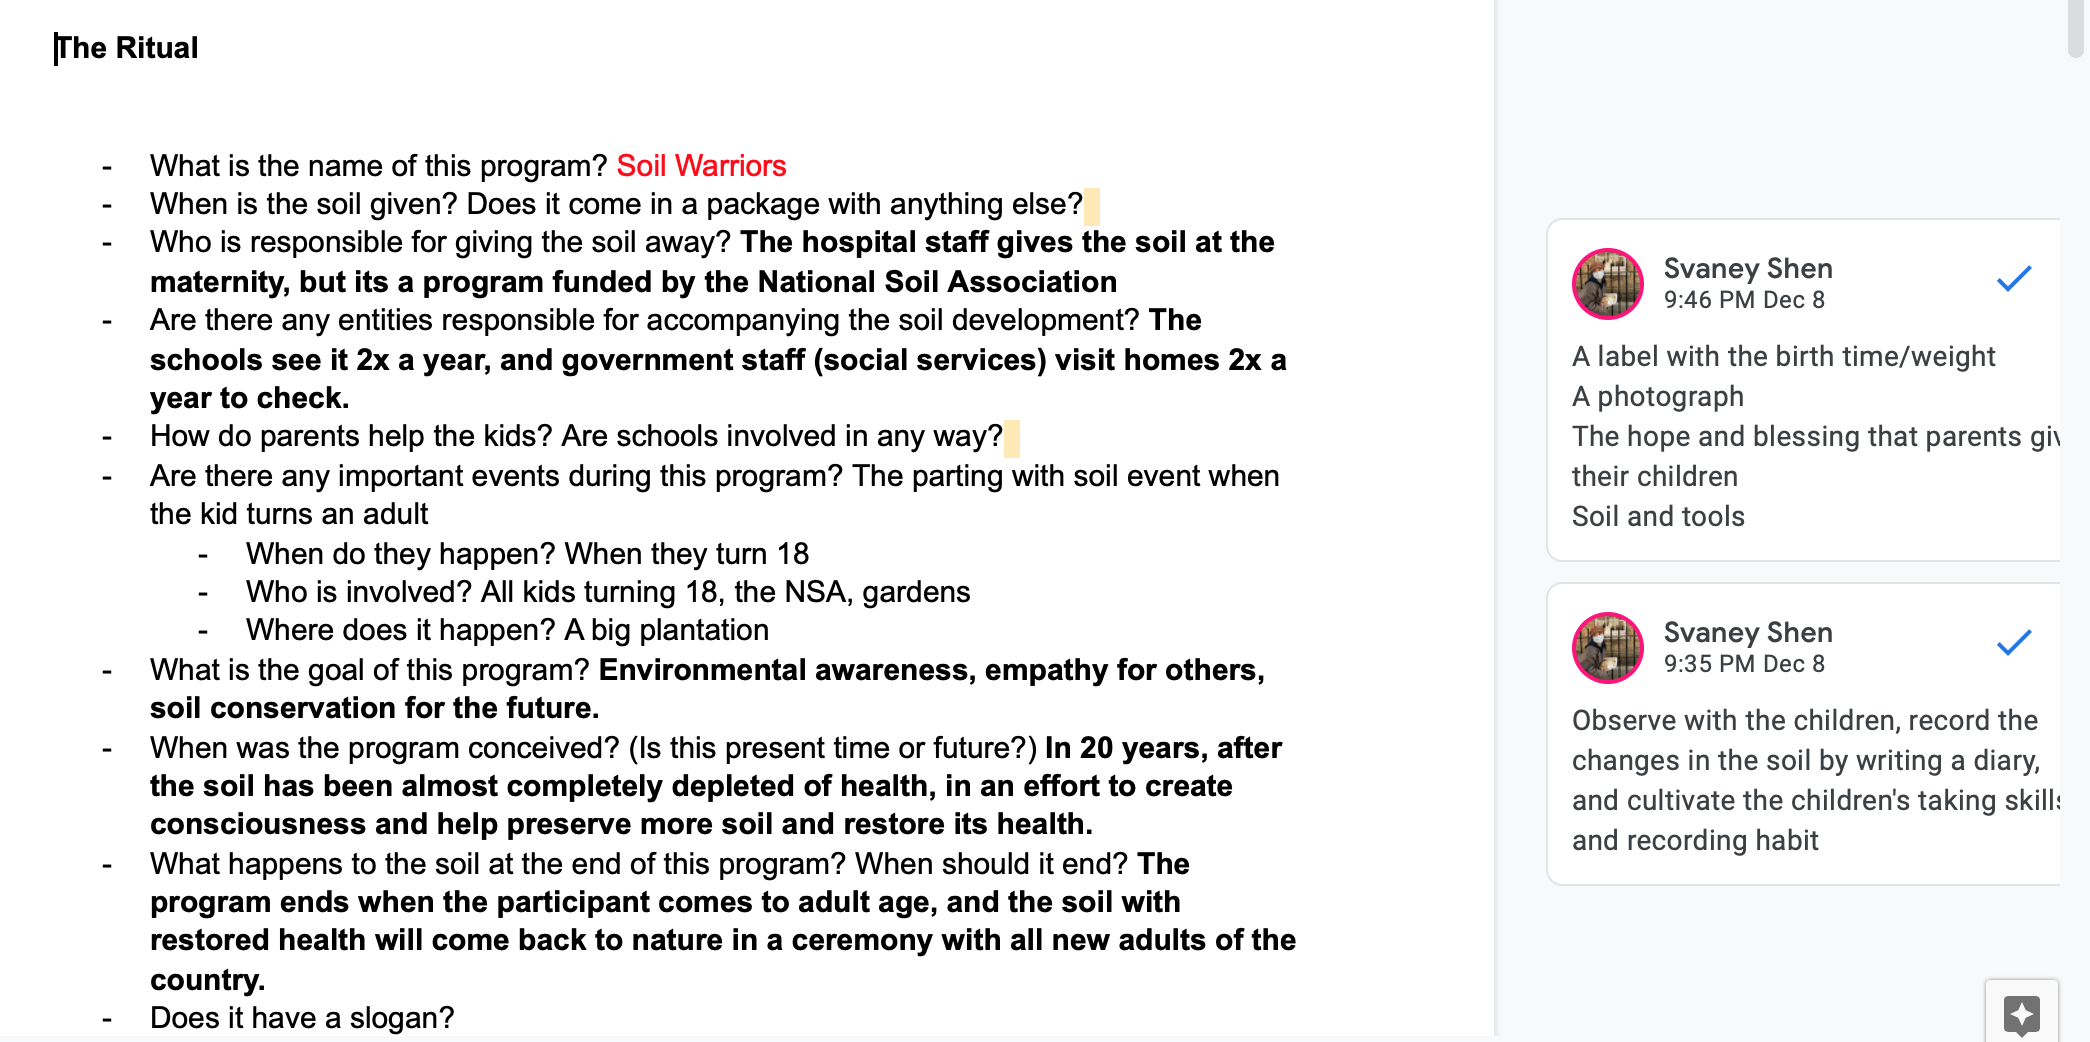 The Ritual
- What is the name of this program? Soil Warriors
- When is the soil given? Does it come in a package with anything else?
- Who is responsible for giving the soil away? The hospital staff gives the soil at the
maternity, but its a program funded by the National Soil Association
- Are there any entities responsible for accompanying the soil development? The
schools see it 2x a year, and government staff (social services) visit homes 2x a
year to check.
- How do parents help the kids? Are schools involved in any way?
- Are there any important events during this program? The parting with soil event when
the kid turns an adult
- When do they happen? When they turn 18
- Who is involved? All kids turning 18, the NSA, gardens
- Where does it happen? A big plantation
- What is the goal of this program? Environmental awareness, empathy for others,
soil conservation for the future.
- When was the program conceived? (Is this present time or future?) In 20 years, after
the soil has been almost completely depleted of health, in an effort to create
consciousness and help preserve more soil and restore its health.
- What happens to the soil at the end of this program? When should it end? The
program ends when the participant comes to adult age, and the soil with
restored health will come back to nature in a ceremony with all new adults of the
country.
- Does it have a slogan?
Svaney Shen
9:46 PM Dec 8
A label with the birth time/weight
A photograph
The hope and blessing that parents
their children
Soil and tools
Svaney Shen
9:35 PM Dec 8
Observe with the children, record the
changes in the soil by writing a diary,
and cultivate the children's taking skills
and recording habit